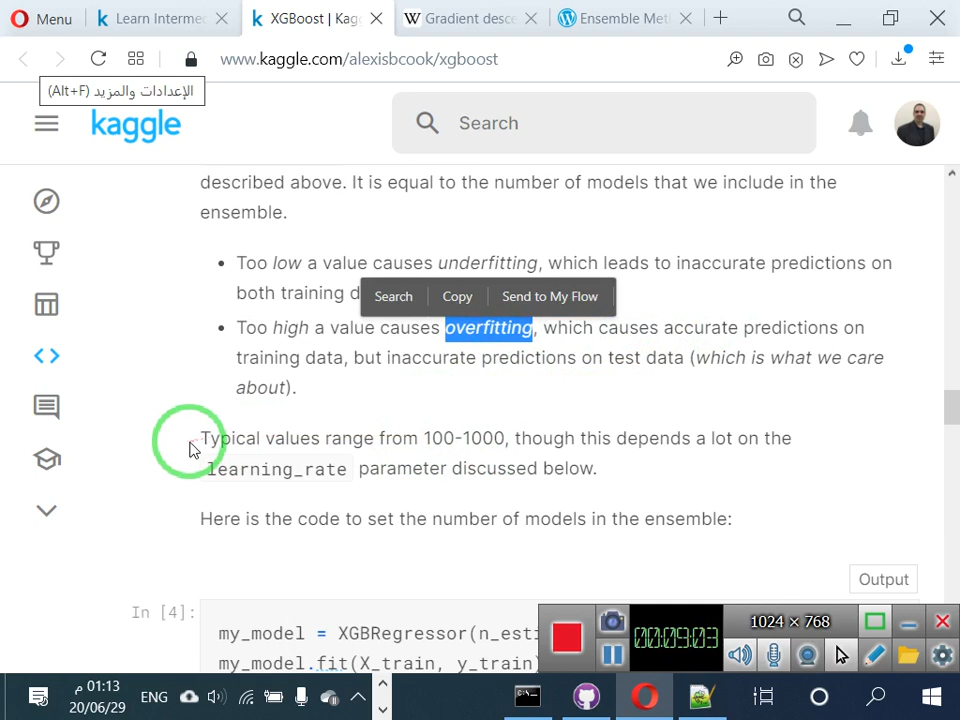 Menu
Learn Intermec
XGBoost | Kag
W Gradient desc
Ensemble Met
www.kaggle.com/alexisbcook/xgboost
الإعدادات والمزيد (Alt+F)
kaggle
Search
described above. It is equal to the number of models that we include in the
ensemble.
Too low a value causes underfitting, which leads to inaccurate predictions on
both training d
Search Copy Send to My Flow
Too high a value causes overfitting, which causes accurate predictions on
training data, but inaccurate predictions on test data (which is what we care
about).
Typical values range from 100-1000, though this depends a lot on the
learning_rate parameter discussed below.
Here is the code to set the number of models in the ensemble:
Output
In [4]:
my_model = XGBRegressor(n_esti
my_model.fit(X_train, y_train)
00:09:03
1024 × 768
01:13 م
20/06/29
ENG